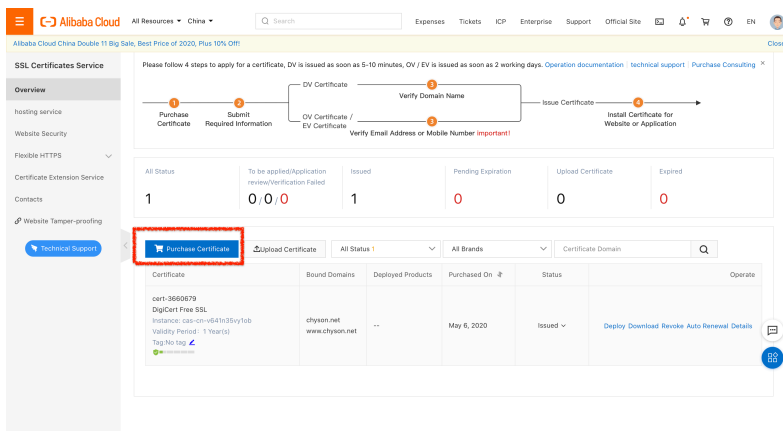 Alibaba Cloud
All Resources
China
Search
Expenses
Tickets
ICP
Enterprise
Support
Official Site
EN
Alibaba Cloud China Double 11 Big Sale, Best Price of 2020, Plus 10% Off!
Close
SSL Certificates Service
Overview
hosting service
Website Security
Flexible HTTPS
Certificate Extension Service
Contacts
Website Tamper-proofing
Technical Support
Please follow 4 steps to apply for a certificate, DV is issued as soon as 5-10 minutes, OV / EV is issued as soon as 2 working days. Operation documentation | technical support | Purchase Consulting
1
Purchase
Certificate
2
Submit
Required Information
DV Certificate
3
Verify Domain
Name
OV Certificate /
EV Certificate
3
Verify Email Address or Mobile Number important!
Issue Certificate
4
Install Certificate for
Website or Application
All Status
1
To be applied/Application
review/Verification Failed
0 / 0 / 0
Issued
1
Pending Expiration
0
Upload Certificate
0
Expired
0
Purchase Certificate
Upload Certificate
All Status 1
All Brands
Certificate Domain
Certificate
Bound Domains
Deployed Products
Purchased On
Status
Operate
cert-3660679
DigiCert Free SSL
Instance: cas-cn-v641n35vy1ob
Validity Period: 1 Year(s)
Tag:No tag
chyson.net
www.chyson.net
--
May 6, 2020
Issued
Deploy Download Revoke Auto Renewal Details